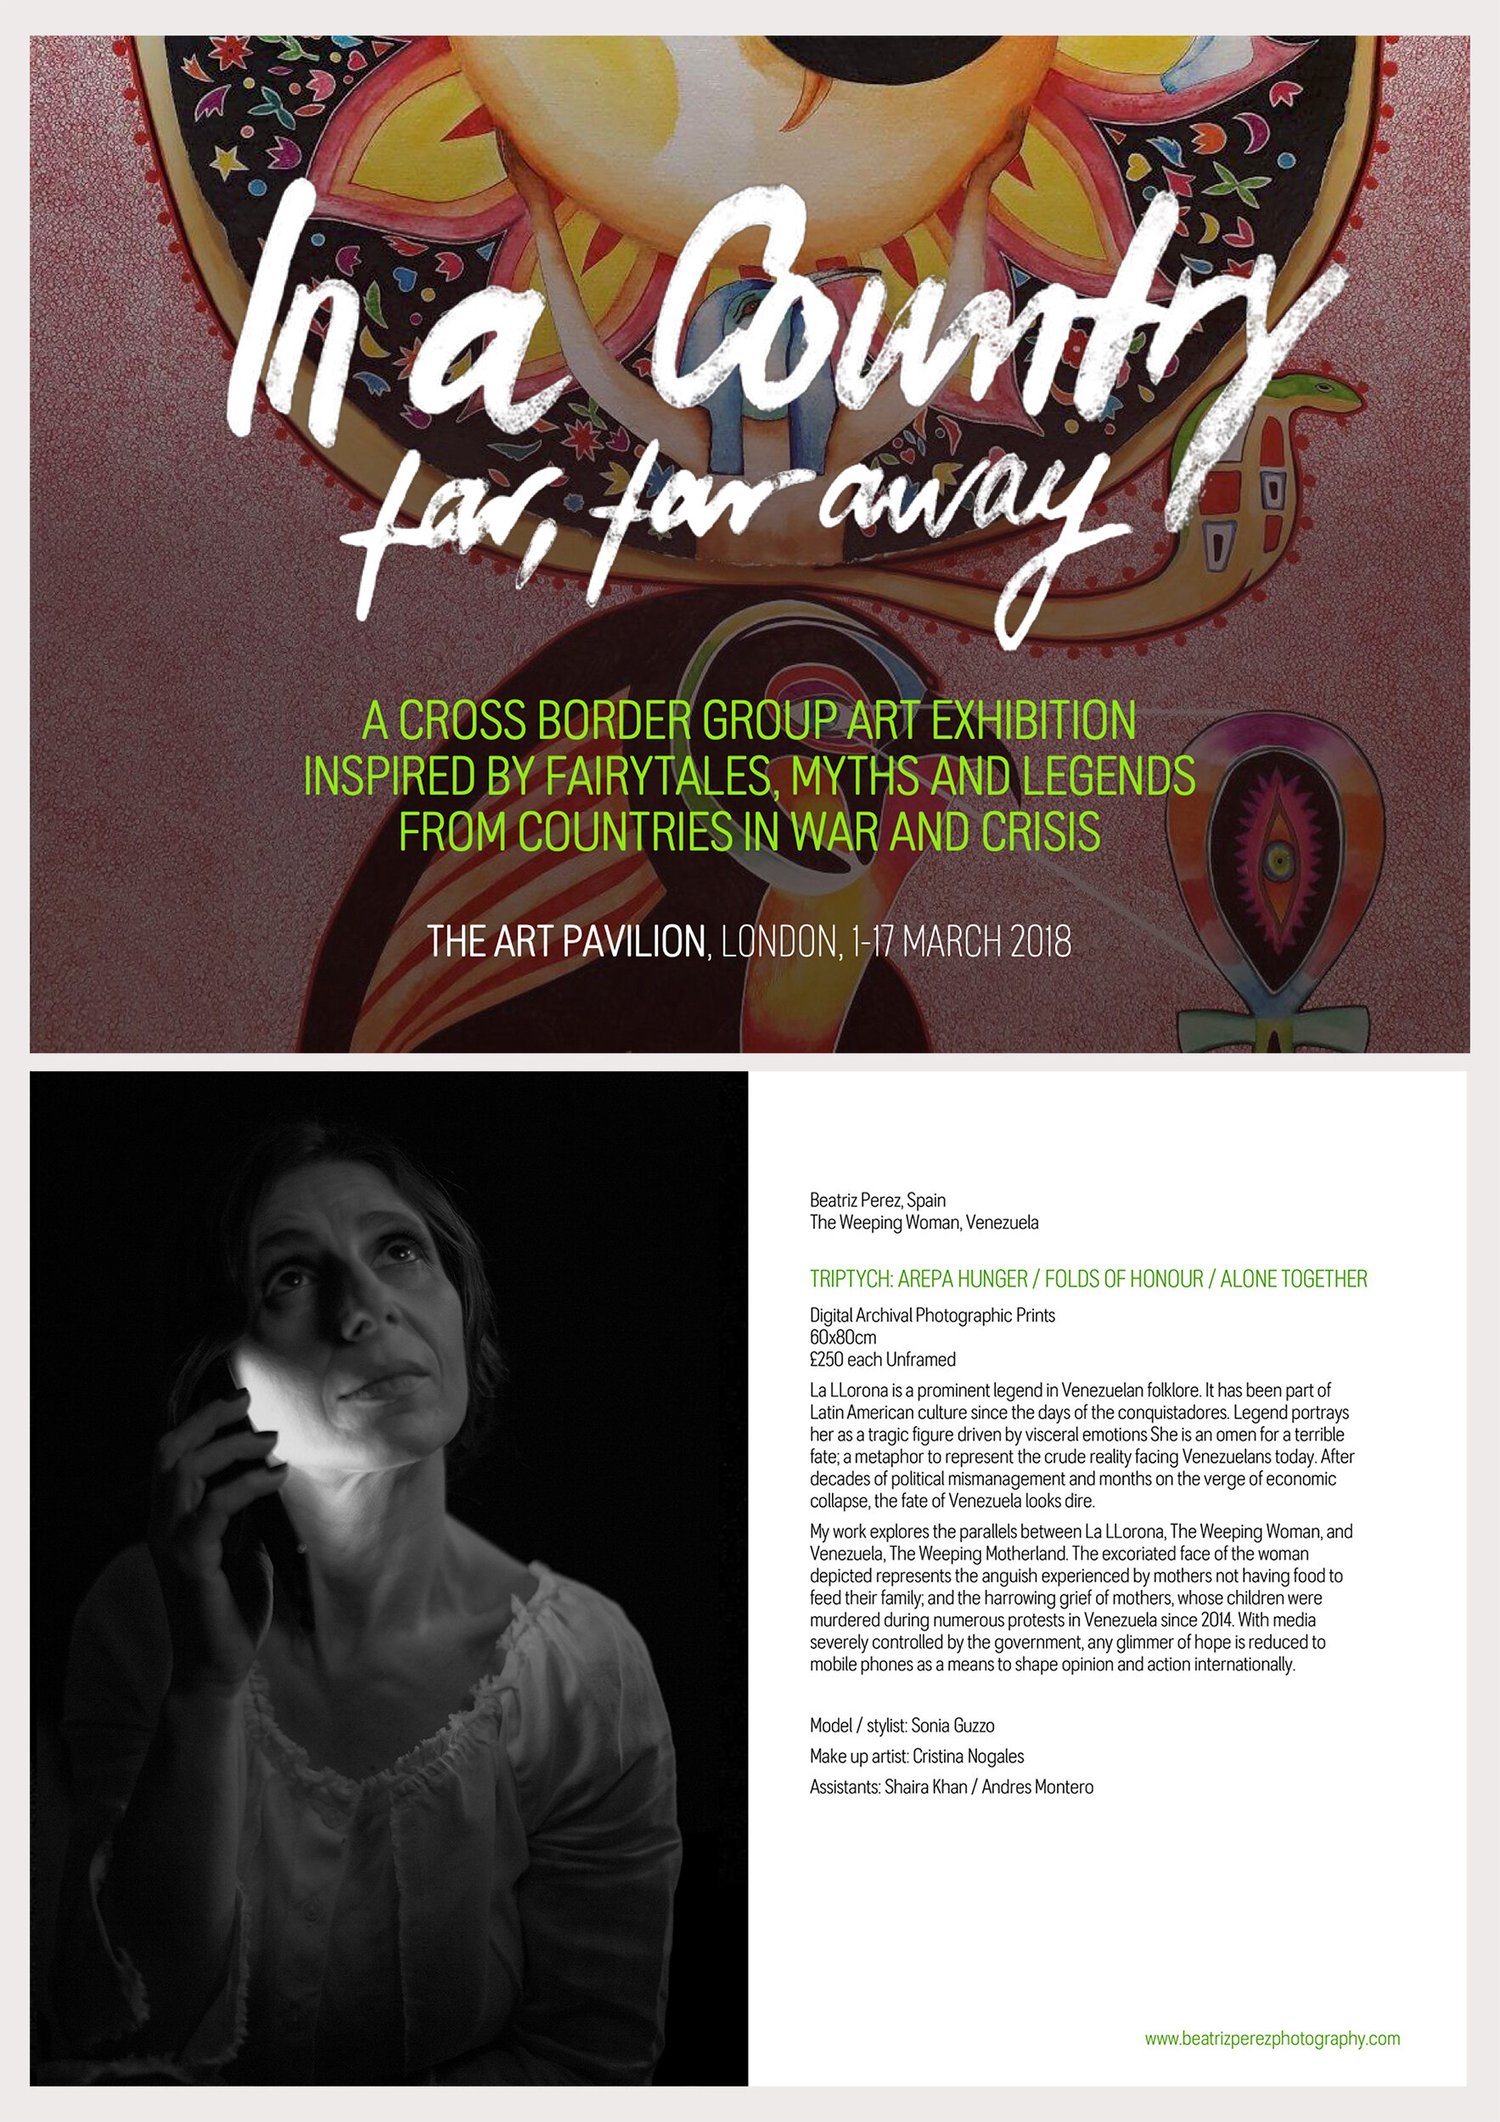 In a Country
far, far away
A CROSS BORDER GROUP ART EXHIBITION
INSPIRED BY FAIRYTALES, MYTHS AND LEGENDS
FROM COUNTRIES IN WAR AND CRISIS
THE ART PAVILION, LONDON, 1-17 MARCH 2018
Beatriz Perez, Spain
The Weeping Woman, Venezuela
TRIPTYCH: AREPA HUNGER / FOLDS OF HONOUR / ALONE TOGETHER
Digital Archival Photographic Prints
60x80cm
£250 each Unframed
La LLorona is a prominent legend in Venezuelan folklore. It has been part of
Latin American culture since the days of the conquistadores. Legend portrays
her as a tragic figure driven by visceral emotions She is an omen for a terrible
fate; a metaphor to represent the crude reality facing Venezuelans today. After
decades of political mismanagement and months on the verge of economic
collapse, the fate of Venezuela looks dire.
My work explores the parallels between La LLorona, The Weeping Woman, and
Venezuela, The Weeping Motherland. The excoriated face of the woman
depicted represents the anguish experienced by mothers not having food to
feed their family; and the harrowing grief of mothers, whose children were
murdered during numerous protests in Venezuela since 2014. With media
severely controlled by the government, any glimmer of hope is reduced to
mobile phones as a means to shape opinion and action internationally.
Model / stylist: Sonia Guzzo
Make up artist: Cristina Nogales
Assistants: Shaira Khan / Andres Montero
www.beatrizperezphotography.com